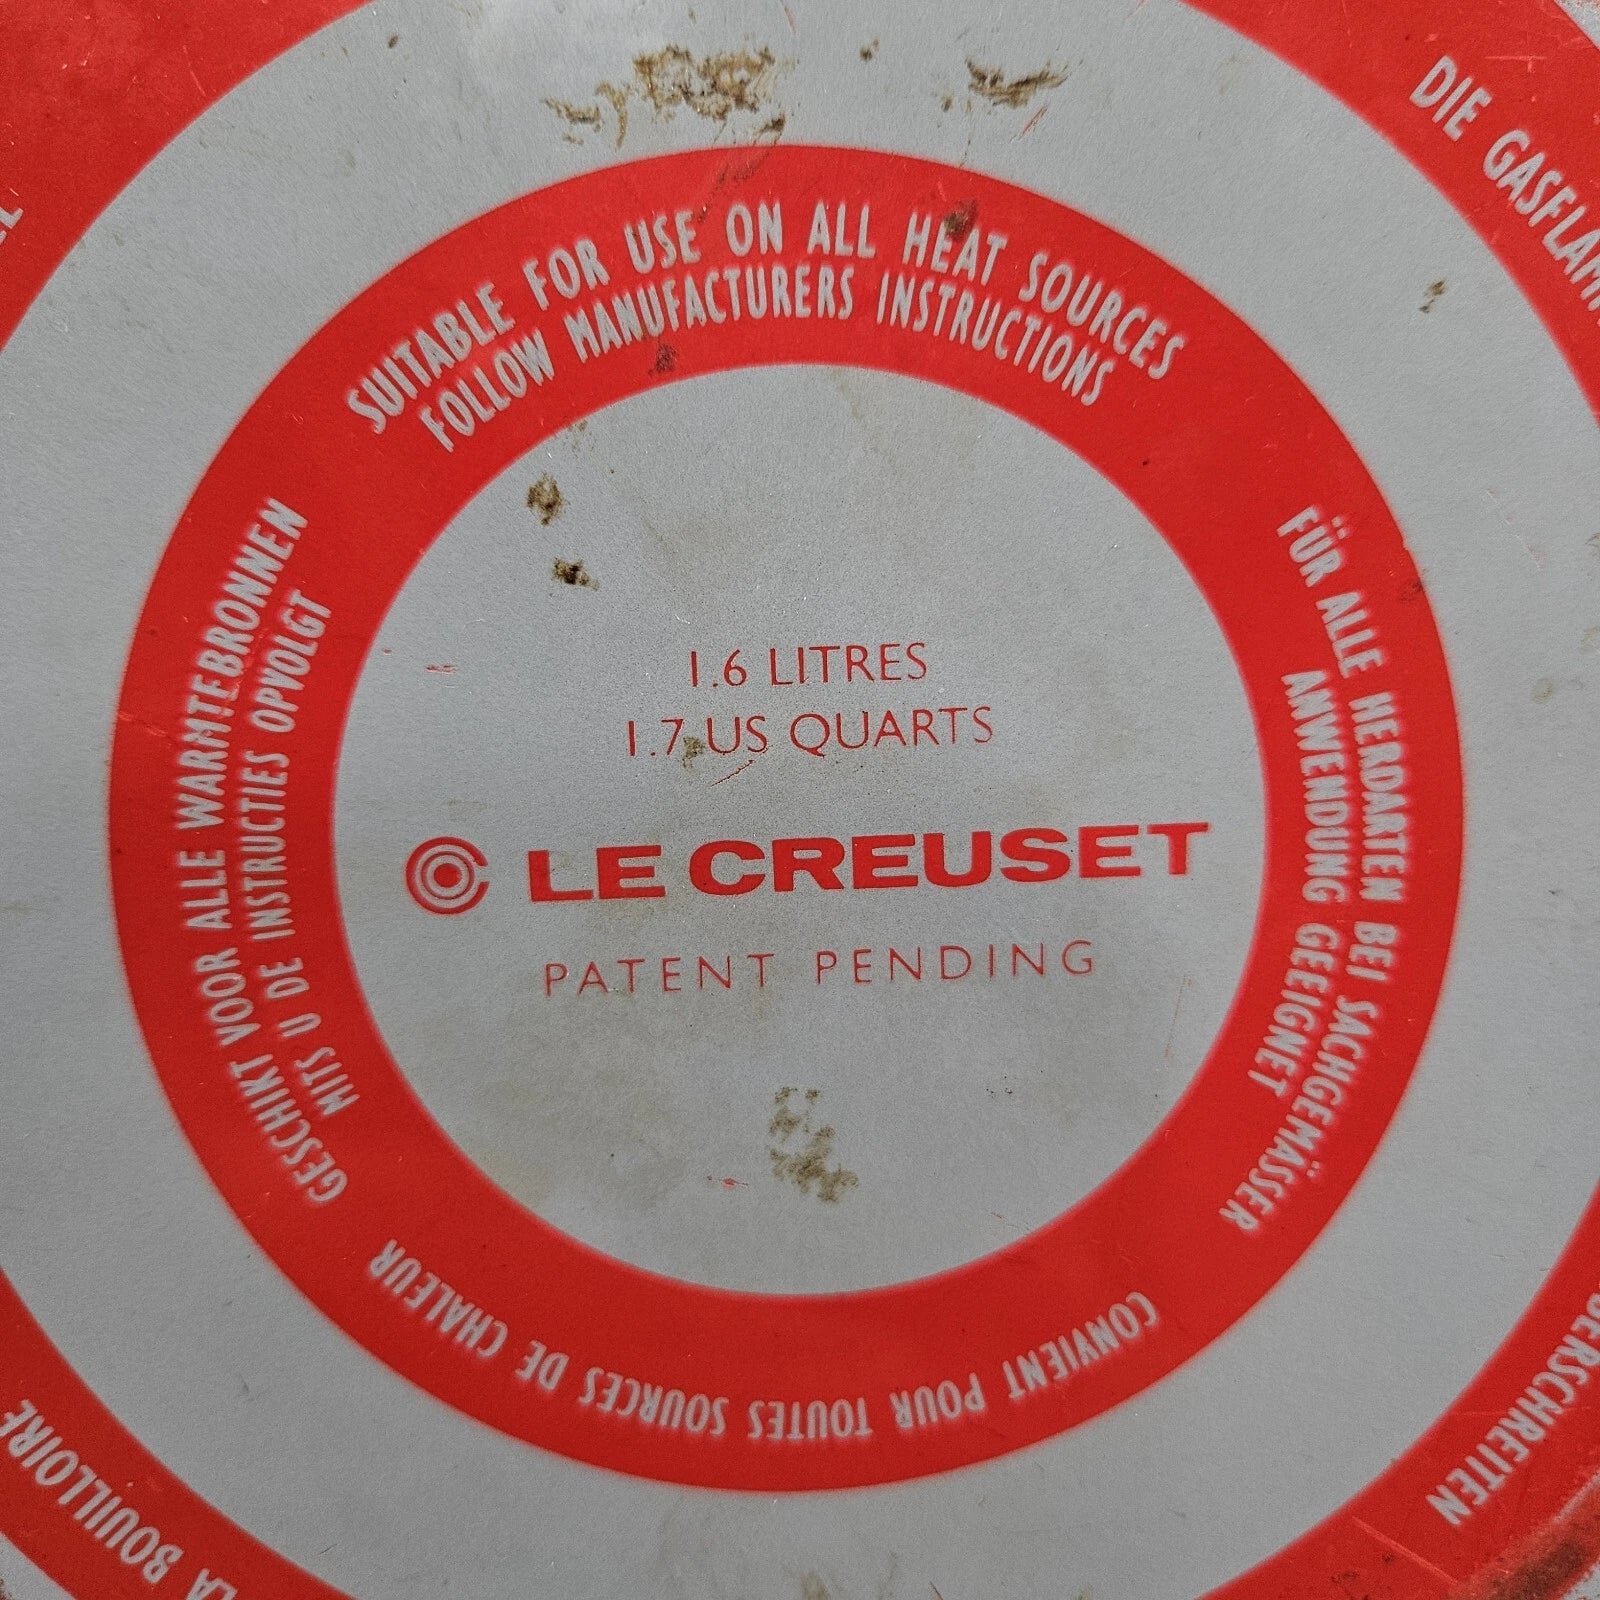 SUITABLE FOR USE ON ALL HEAT SOURCES
FOLLOW MANUFACTURERS INSTRUCTIONS
FÜR ALLE HERDARTEN BEI SACHGEMÄSSER
ANWENDUNG GEEIGNET
CONVIENT POUR TOUTES SOURCES DE CHALEUR
GESCHIKT VOOR ALLE WARMTEBRONNEN
MITS U DE INSTRUCTIES OPVOLGT
1.6 LITRES
1.7 US QUARTS
LE CREUSET
PATENT PENDING
DIE
LA BOUILLOIRE